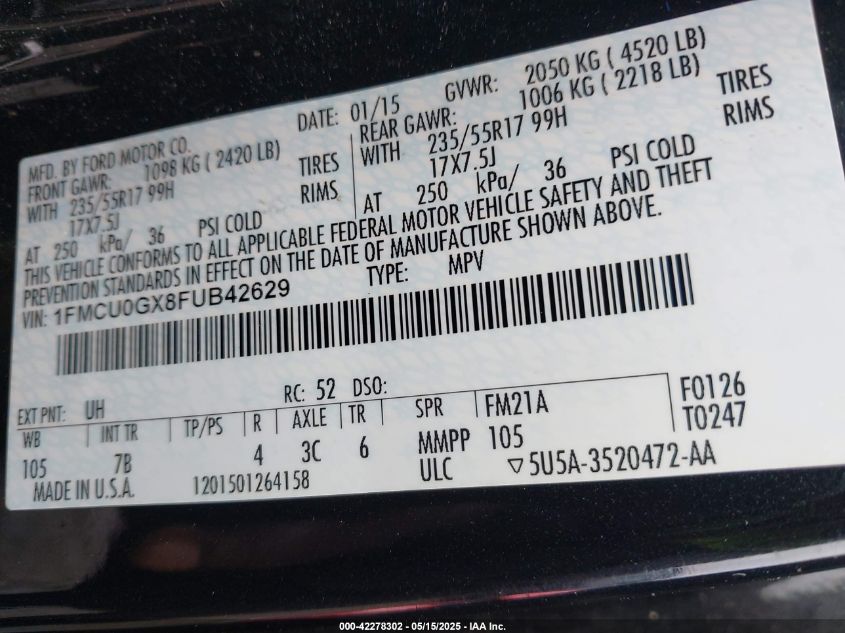 MFD. BY FORD MOTOR CO.
DATE: 01/15
GVWR: 2050 KG ( 4520 LB)
FRONT GAWR: 1098 KG ( 2420 LB)
WITH 235/55R17 99H TIRES
17X7.5J RIMS
AT 250 kPa/ 36 PSI COLD
REAR GAWR: 1006 KG ( 2218 LB)
WITH 235/55R17 99H TIRES
17X7.5J RIMS
AT 250 kPa/ 36 PSI COLD
THIS VEHICLE CONFORMS TO ALL APPLICABLE FEDERAL MOTOR VEHICLE SAFETY AND THEFT
PREVENTION STANDARDS IN EFFECT ON THE DATE OF MANUFACTURE SHOWN ABOVE.
VIN: 1FMCU0GX8FUB42629
TYPE: MPV
EXT PNT: UH RC: 52 DSO:
WB INT TR TP/PS R AXLE TR SPR FM21A F0126
105 7B 4 3C 6 MMPP 105 T0247
MADE IN U.S.A. 1201501264158 ULC ▽5U5A-3520472-AA
000-42278302 - 05/15/2025 - IAA Inc.